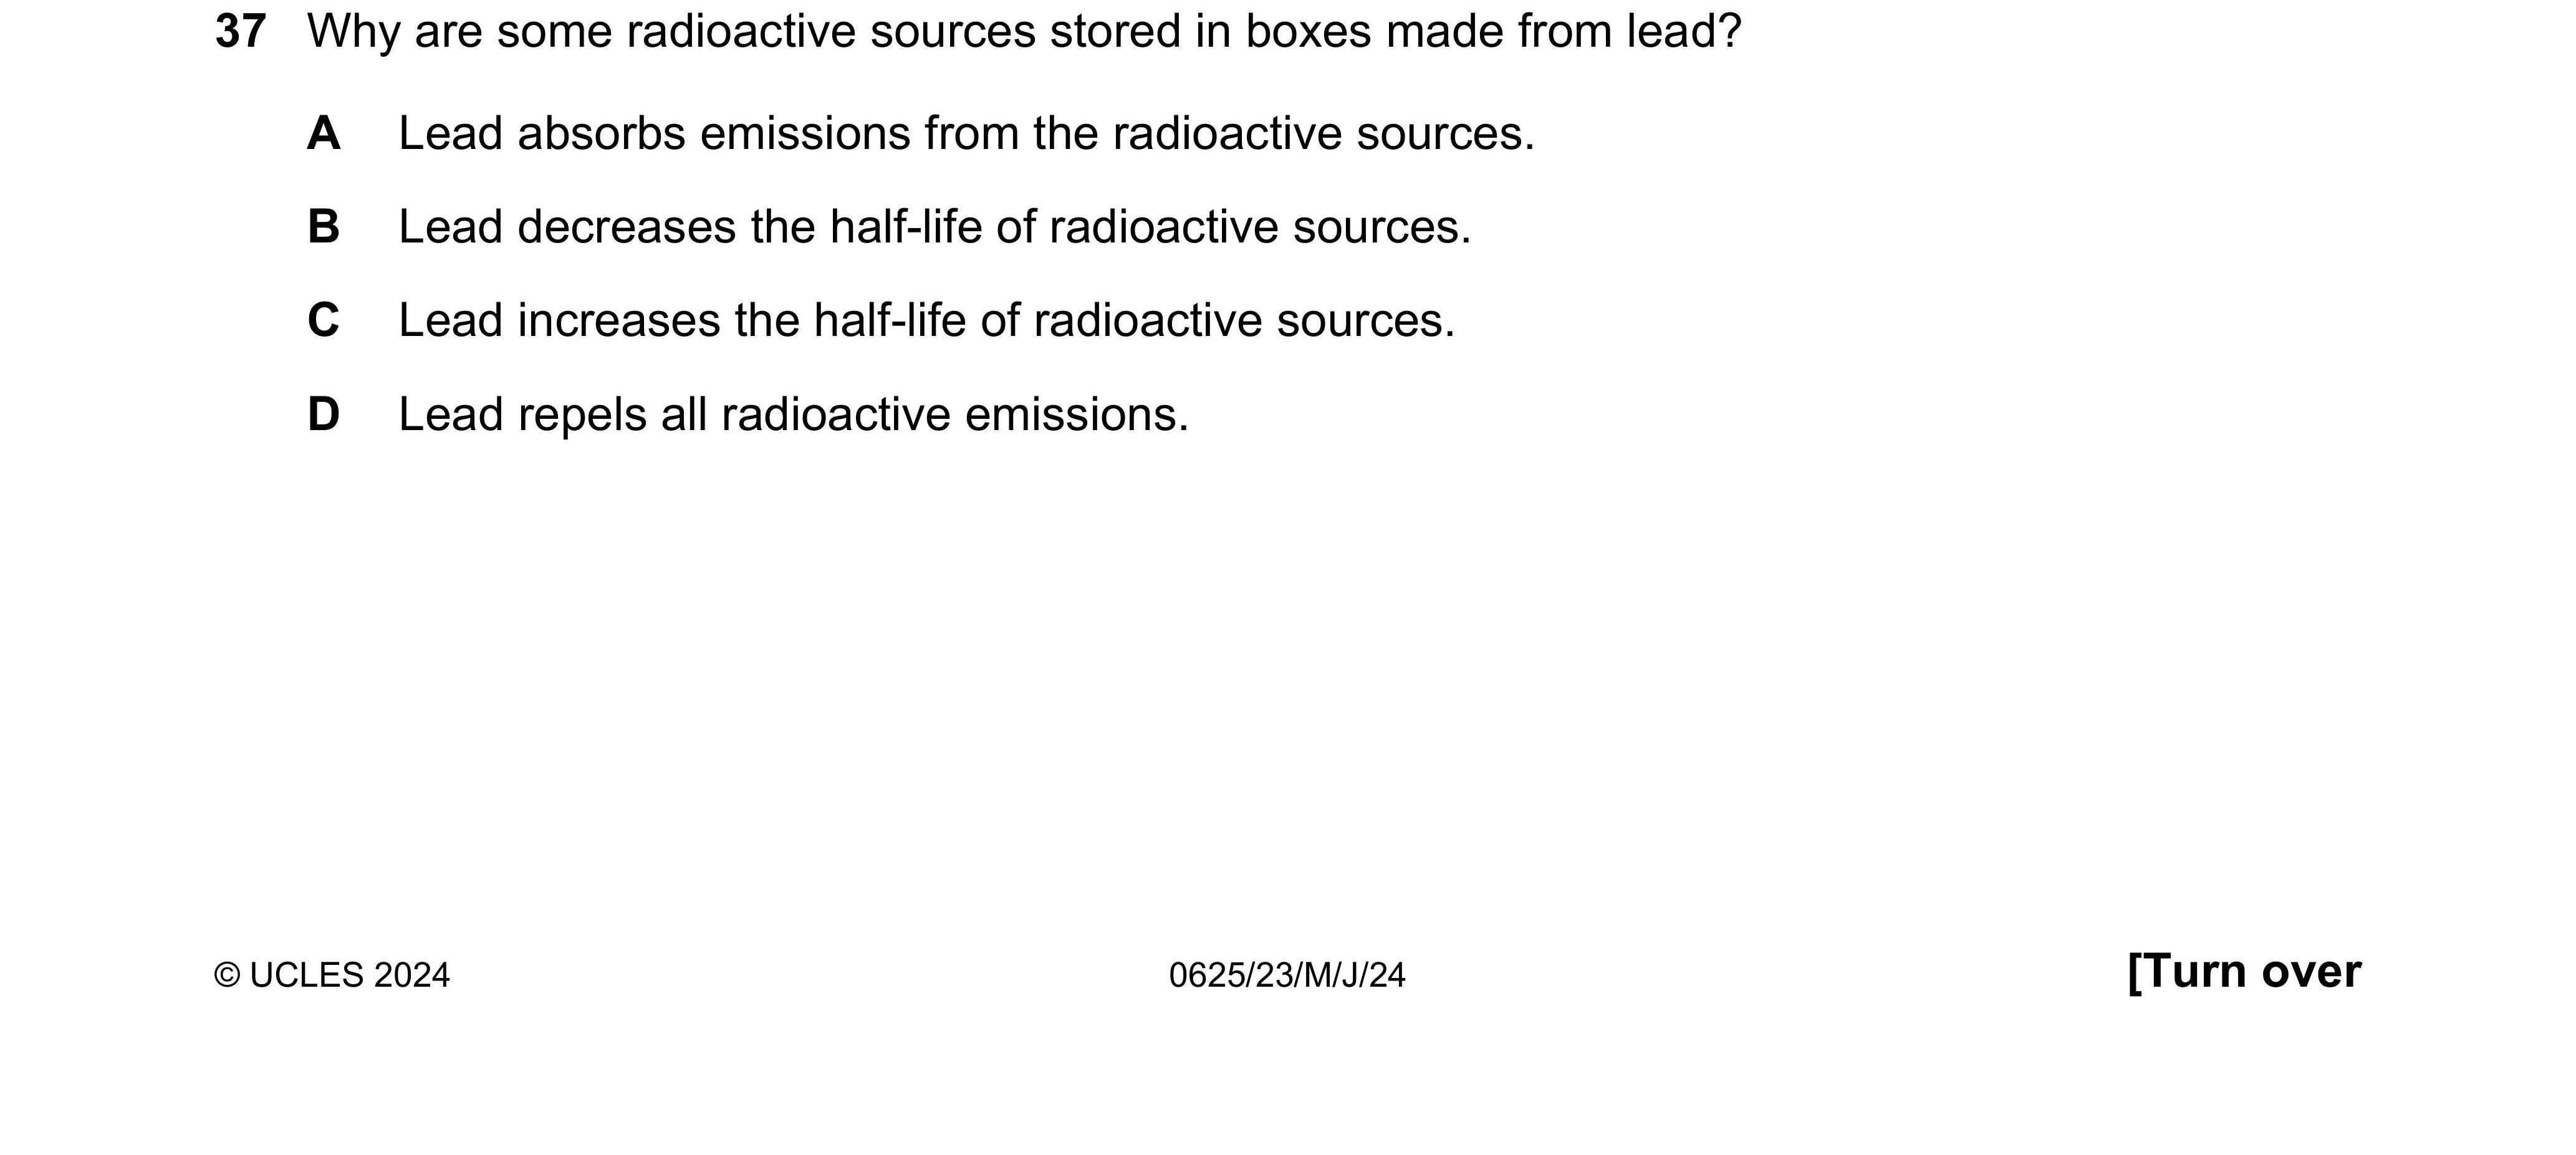 37 Why are some radioactive sources stored in boxes made from lead?
A Lead absorbs emissions from the radioactive sources.
B Lead decreases the half-life of radioactive sources.
C Lead increases the half-life of radioactive sources.
D Lead repels all radioactive emissions.
© UCLES 2024 0625/23/M/J/24 [Turn over